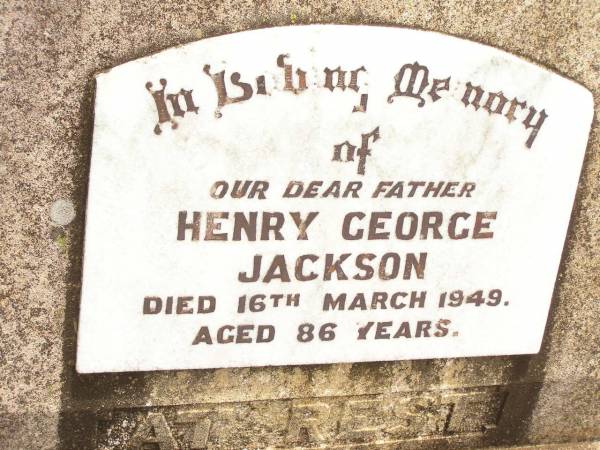 In Loving Memory
of
OUR DEAR FATHER
HENRY GEORGE
JACKSON
DIED 16TH MARCH 1949.
AGED 86 YEARS.
AT REST